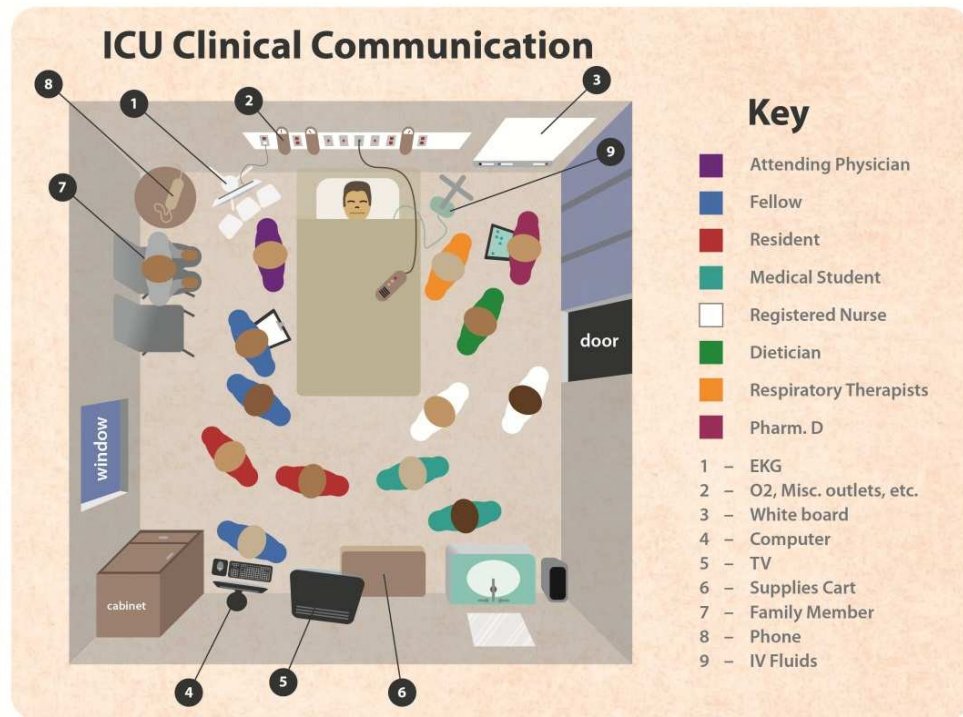 ICU Clinical Communication
8
1
2
3
9
7
door
window
cabinet
4
5
6
Key
Attending Physician
Fellow
Resident
Medical Student
Registered Nurse
Dietician
Respiratory Therapists
Pharm. D
1 – EKG
2 – O2, Misc. outlets, etc.
3 – White board
4 – Computer
5 – TV
6 – Supplies Cart
7 – Family Member
8 – Phone
9 – IV Fluids